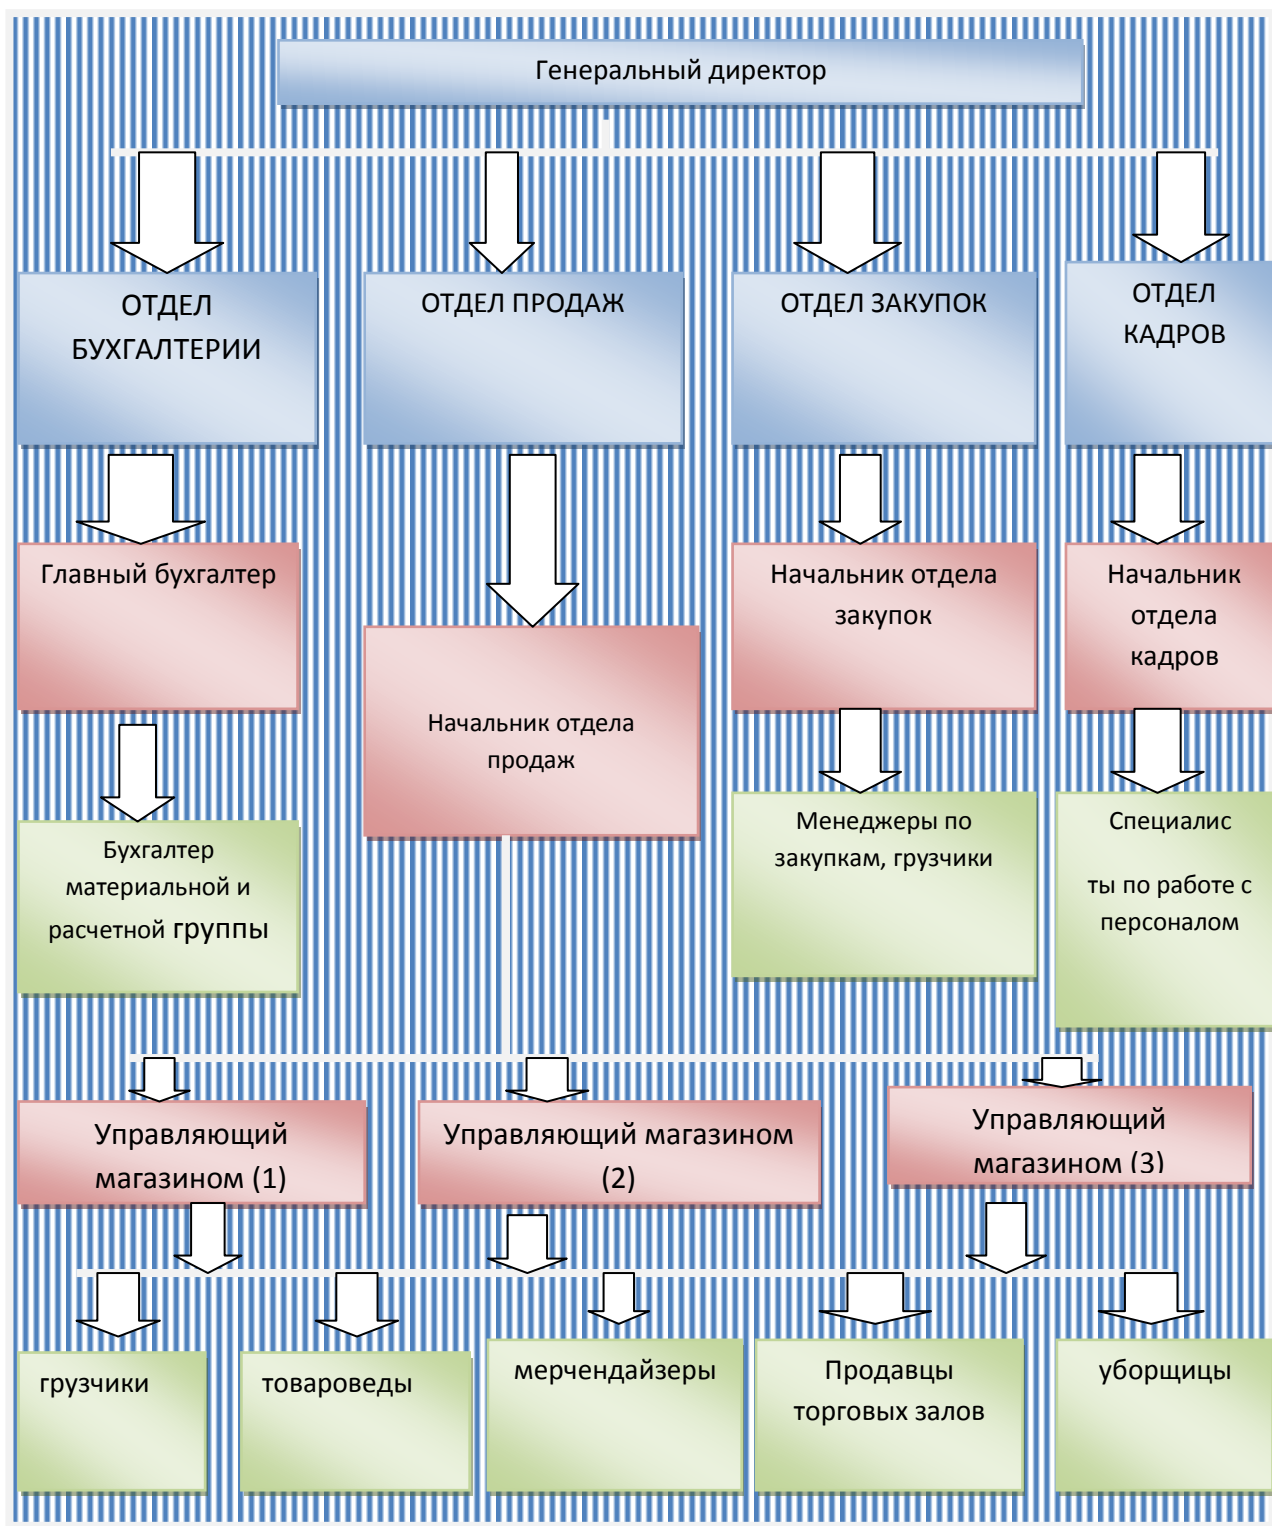 Генеральный директор
ОТДЕЛ
БУХГАЛТЕРИИ
ОТДЕЛ ПРОДАЖ
ОТДЕЛ ЗАКУПОК
ОТДЕЛ
КАДРОВ
Главный бухгалтер
Начальник отдела
продаж
Начальник отдела
закупок
Начальник
отдела
кадров
Бухгалтер
материальной и
расчетной группы
Менеджеры по
закупкам, грузчики
Специалис
ты по работе с
персоналом
Управляющий
магазином (1)
Управляющий магазином
(2)
Управляющий
магазином (3)
грузчики
товароведы
мерчендайзеры
Продавцы
торговых залов
уборщицы